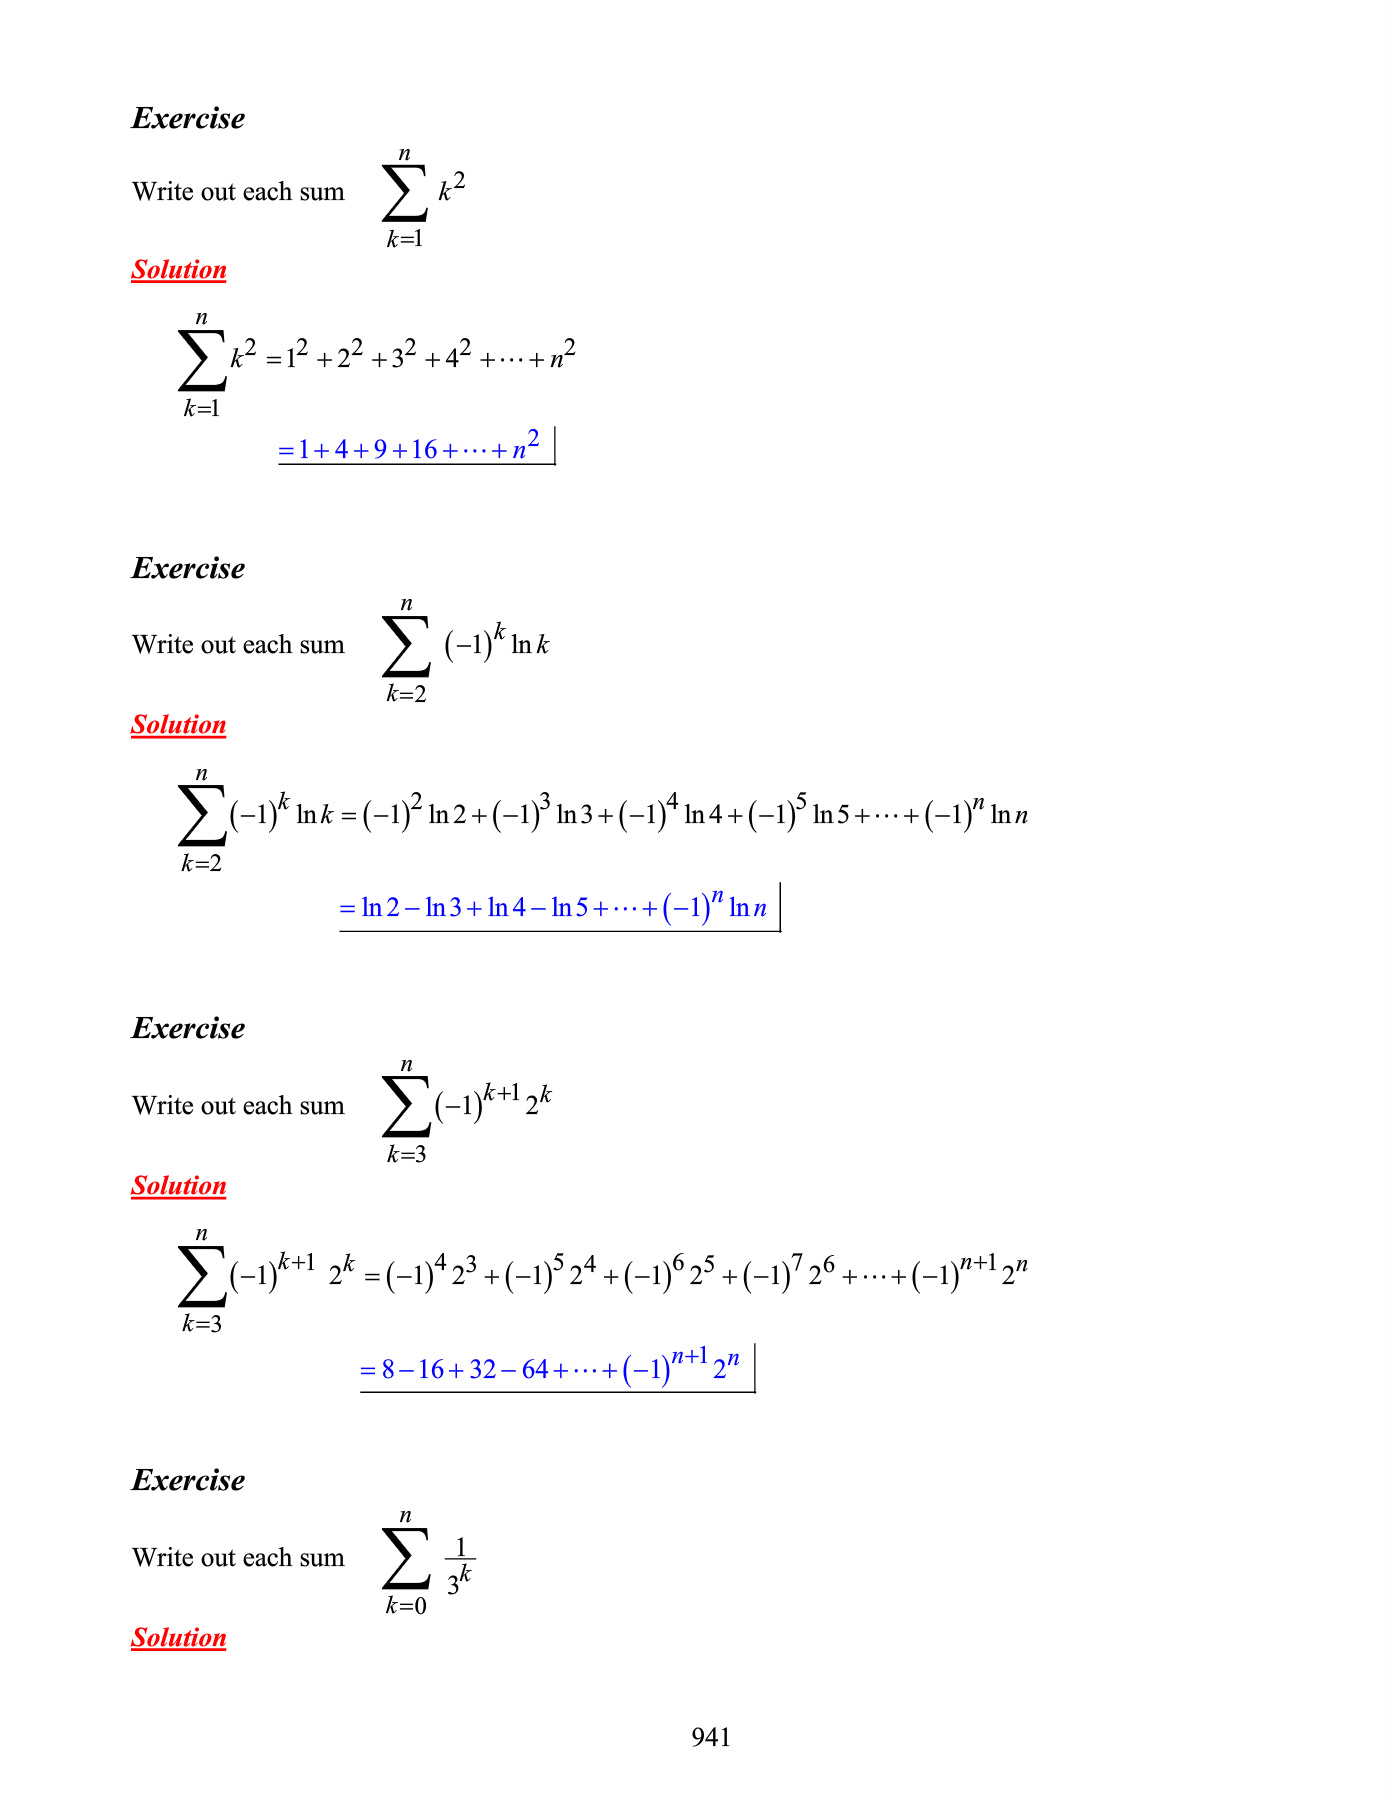 Exercise
Write out each sum $\sum_{k=1}^{n} k^2$
Solution
$\sum_{k=1}^{n} k^2 = 1^2 + 2^2 + 3^2 + 4^2 + \cdots + n^2$
$= 1 + 4 + 9 + 16 + \cdots + n^2$
Exercise
Write out each sum $\sum_{k=2}^{n} (-1)^k \ln k$
Solution
$\sum_{k=2}^{n} (-1)^k \ln k = (-1)^2 \ln 2 + (-1)^3 \ln 3 + (-1)^4 \ln 4 + (-1)^5 \ln 5 + \cdots + (-1)^n \ln n$
$= \ln 2 - \ln 3 + \ln 4 - \ln 5 + \cdots + (-1)^n \ln n$
Exercise
Write out each sum $\sum_{k=3}^{n} (-1)^{k+1} 2^k$
Solution
$\sum_{k=3}^{n} (-1)^{k+1} 2^k = (-1)^4 2^3 + (-1)^5 2^4 + (-1)^6 2^5 + (-1)^7 2^6 + \cdots + (-1)^{n+1} 2^n$
$= 8 - 16 + 32 - 64 + \cdots + (-1)^{n+1} 2^n$
Exercise
Write out each sum $\sum_{k=0}^{n} \frac{1}{3^k}$
Solution
941